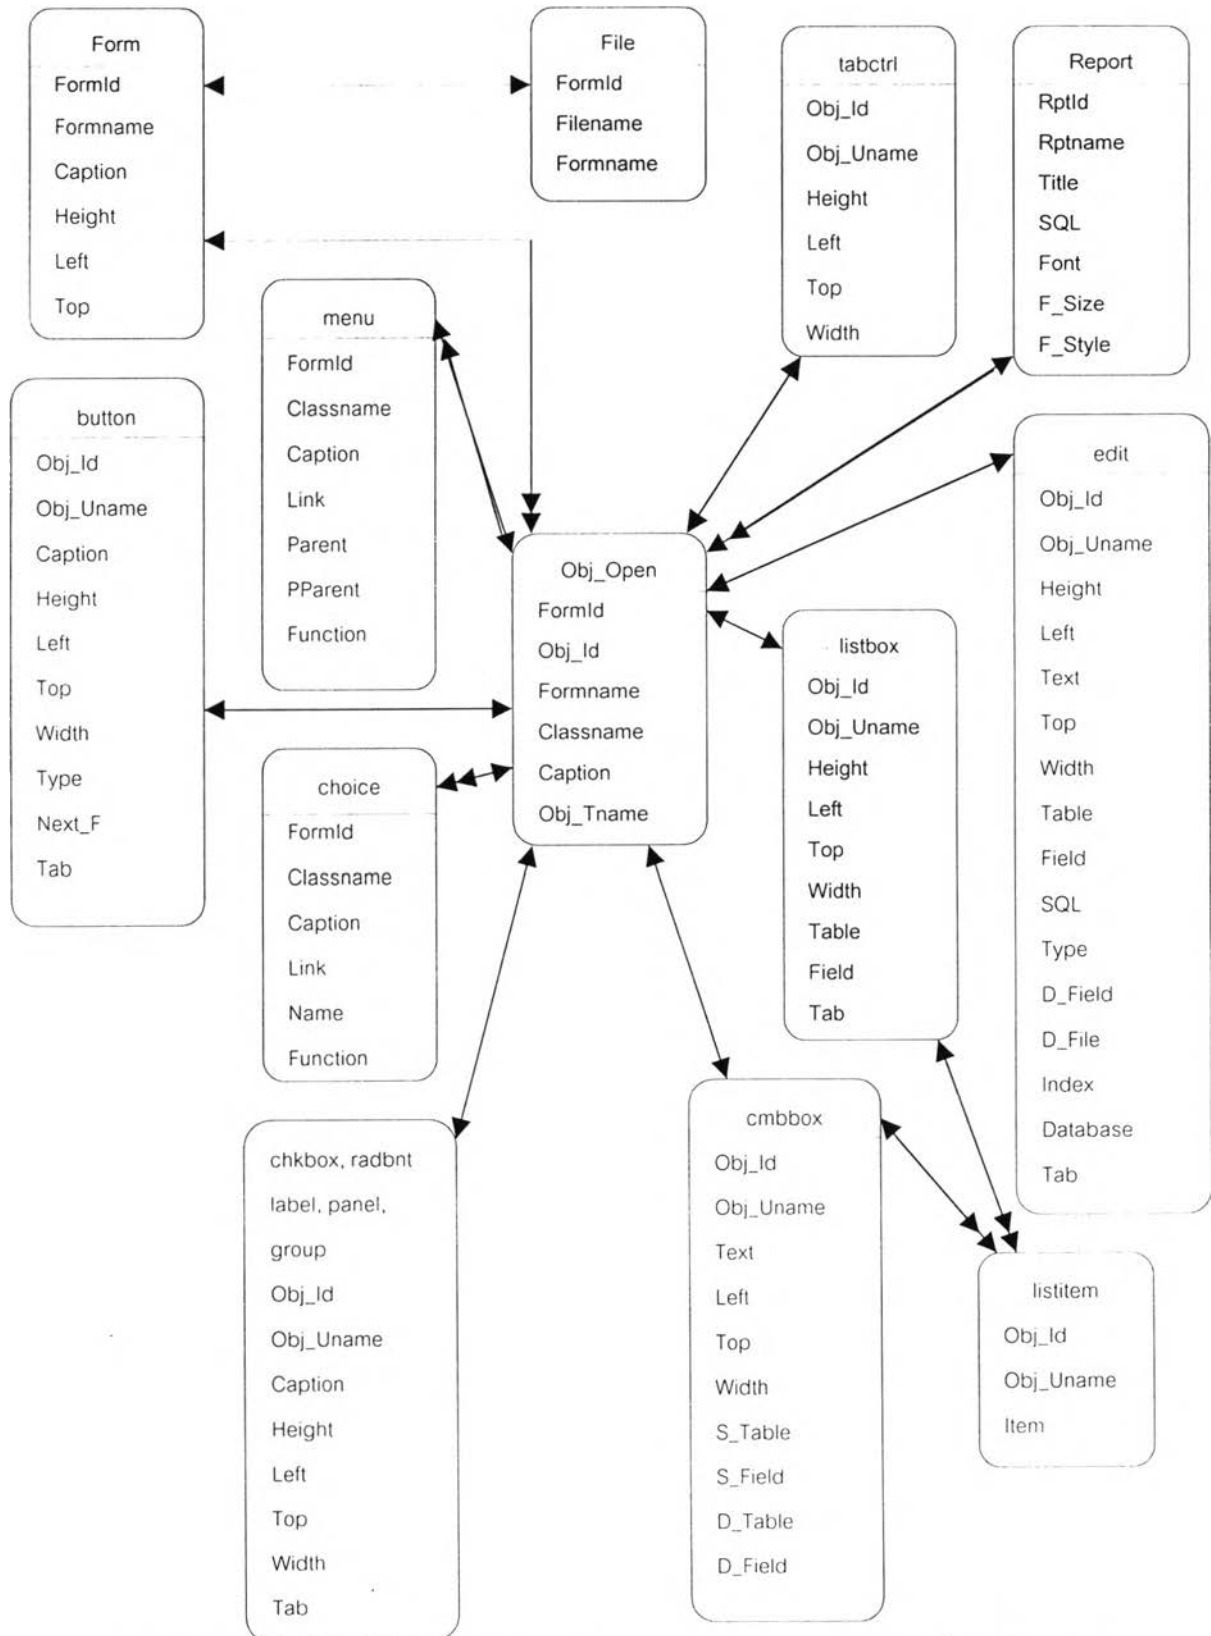 Form
FormId
Formname
Caption
Height
Left
Top
File
FormId
Filename
Formname
tabctrl
Obj_Id
Obj_Uname
Height
Left
Top
Width
Report
RptId
Rptname
Title
SQL
Font
F_Size
F_Style
menu
FormId
Classname
Caption
Link
Parent
PParent
Function
button
Obj_Id
Obj_Uname
Caption
Height
Left
Top
Width
Type
Next_F
Tab
Obj_Open
FormId
Obj_Id
Formname
Classname
Caption
Obj_Tname
edit
Obj_Id
Obj_Uname
Height
Left
Text
Top
Width
Table
Field
SQL
Type
D_Field
D_File
Index
Database
Tab
listbox
Obj_Id
Obj_Uname
Height
Left
Top
Width
Table
Field
Tab
choice
FormId
Classname
Caption
Link
Name
Function
chkbox, radbnt
label, panel,
group
Obj_Id
Obj_Uname
Caption
Height
Left
Top
Width
Tab
cmbbox
Obj_Id
Obj_Uname
Text
Left
Top
Width
S_Table
S_Field
D_Table
D_Field
listitem
Obj_Id
Obj_Uname
Item